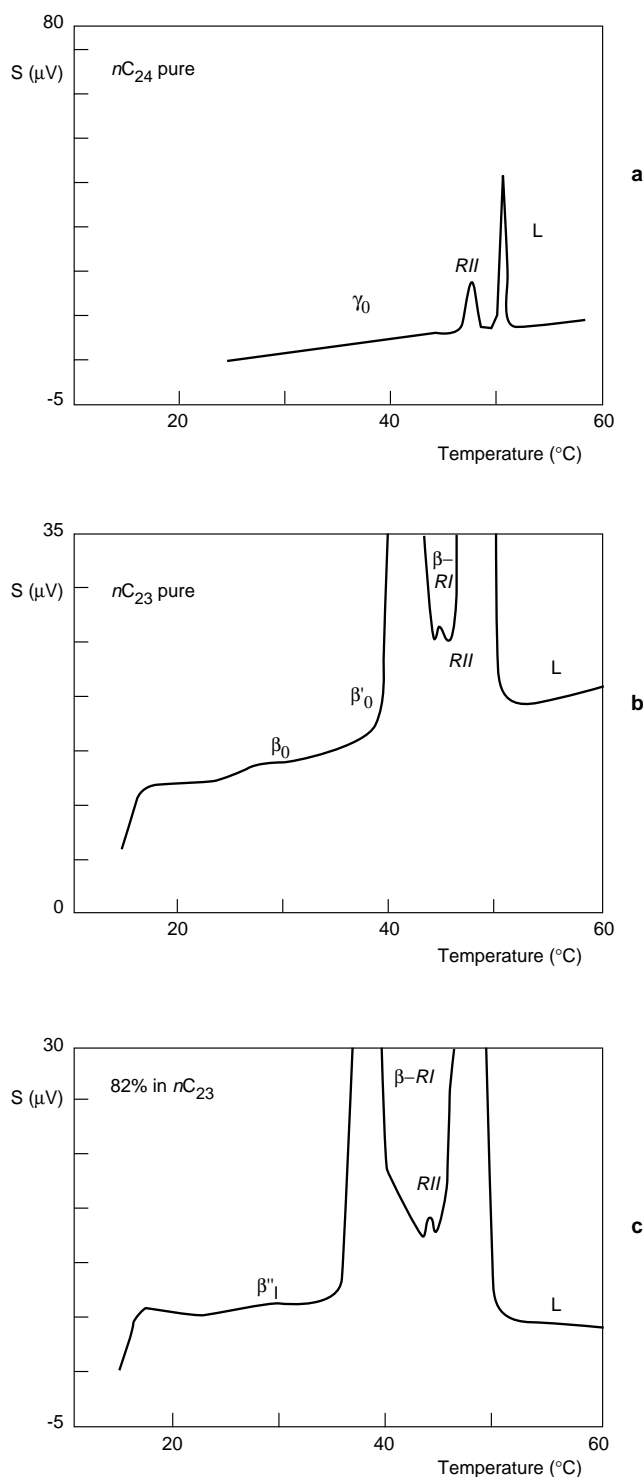 80
S (μV)
nC24 pure
a
L
RII
γ0
-5
20 40 60
Temperature (°C)
35
S (μV)
nC23 pure
β–
RI
RII
L
β'0
b
β0
0
20 40 60
Temperature (°C)
30
S (μV)
82% in nC23
β–RI
RII
c
β"I
L
-5
20 40 60
Temperature (°C)